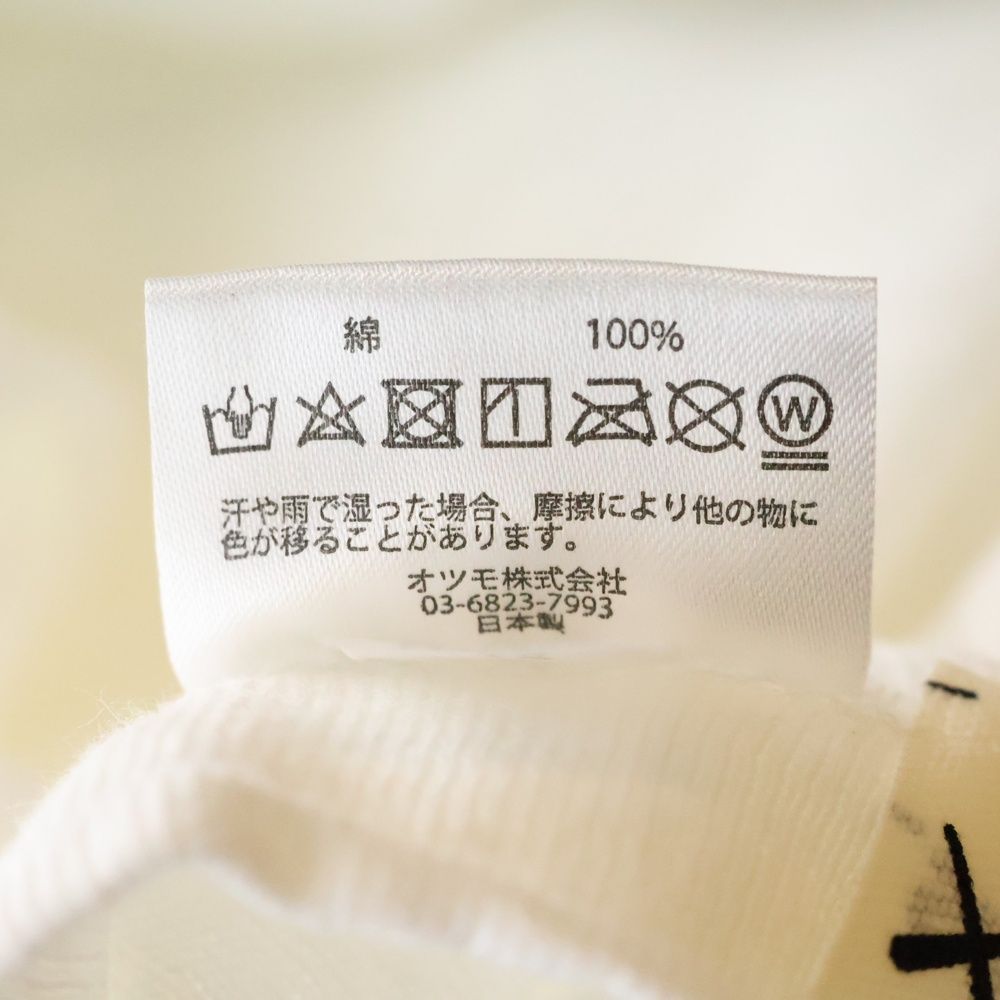 綿 100%
W
汗や雨で湿った場合、摩擦により他の物に
色が移ることがあります。
オツモ株式会社
03-6823-7993
日本製